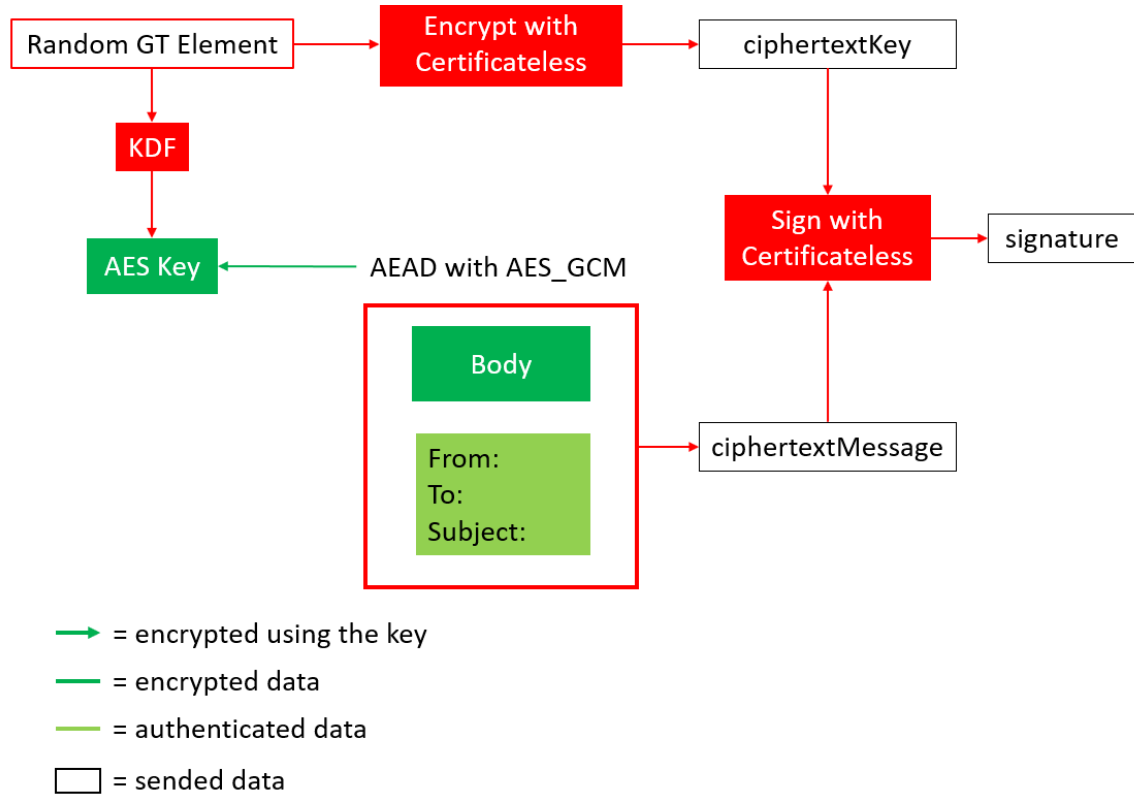 Random GT Element
Encrypt with
Certificateless
ciphertextKey
KDF
Sign with
Certificateless
signature
AES Key
AEAD with AES_GCM
Body
From:
To:
Subject:
ciphertextMessage
= encrypted using the key
= encrypted data
= authenticated data
= sended data